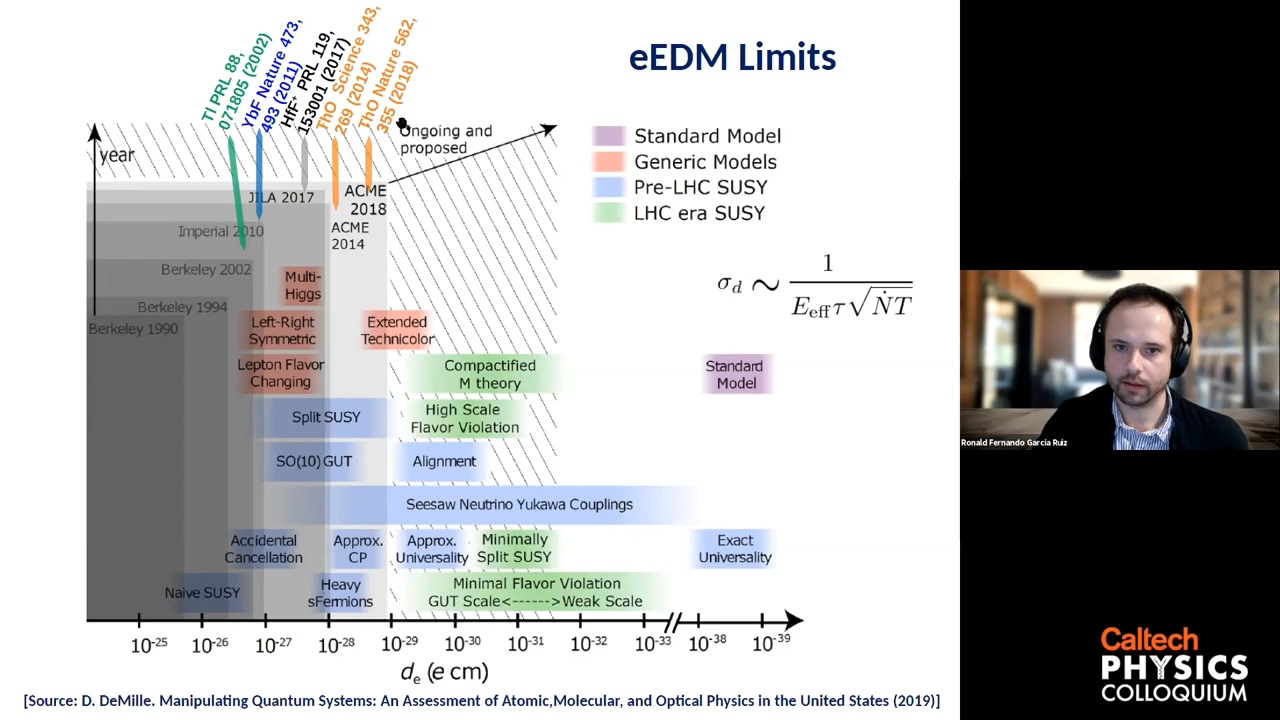 eEDM Limits
Tl PRL 88,
071805 (2002)
YbF Nature 473,
493 (2011)
HfF⁺ PRL 119,
153001 (2017)
ThO Science 343,
269 (2014)
ThO Nature 562,
355 (2018)
Ongoing and
proposed
year
JILA 2017
ACME
2018
Imperial 2010
ACME
2014
Berkeley 2002
Berkeley 1994
Berkeley 1990
Multi-
Higgs
Left-Right
Symmetric
Extended
Technicolor
Lepton Flavor
Changing
Compactified
M theory
Standard
Model
Split SUSY
High Scale
Flavor Violation
SO(10) GUT
Alignment
Seesaw Neutrino Yukawa Couplings
Accidental
Cancellation
Approx.
CP
Approx.
Universality
Minimally
Split SUSY
Exact
Universality
Naive SUSY
Heavy
sFermions
Minimal Flavor Violation
GUT Scale<------>Weak Scale
10⁻²⁵ 10⁻²⁶ 10⁻²⁷ 10⁻²⁸ 10⁻²⁹ 10⁻³⁰ 10⁻³¹ 10⁻³² 10⁻³³ 10⁻³⁸ 10⁻³⁹
dₑ (e cm)
Standard Model
Generic Models
Pre-LHC SUSY
LHC era SUSY
σ_d ∼ 1 / (E_eff τ √(ṄT))
[Source: D. DeMille. Manipulating Quantum Systems: An Assessment of Atomic,Molecular, and Optical Physics in the United States (2019)]
Ronald Fernando Garcia Ruiz
Caltech
PHYSICS
COLLOQUIUM